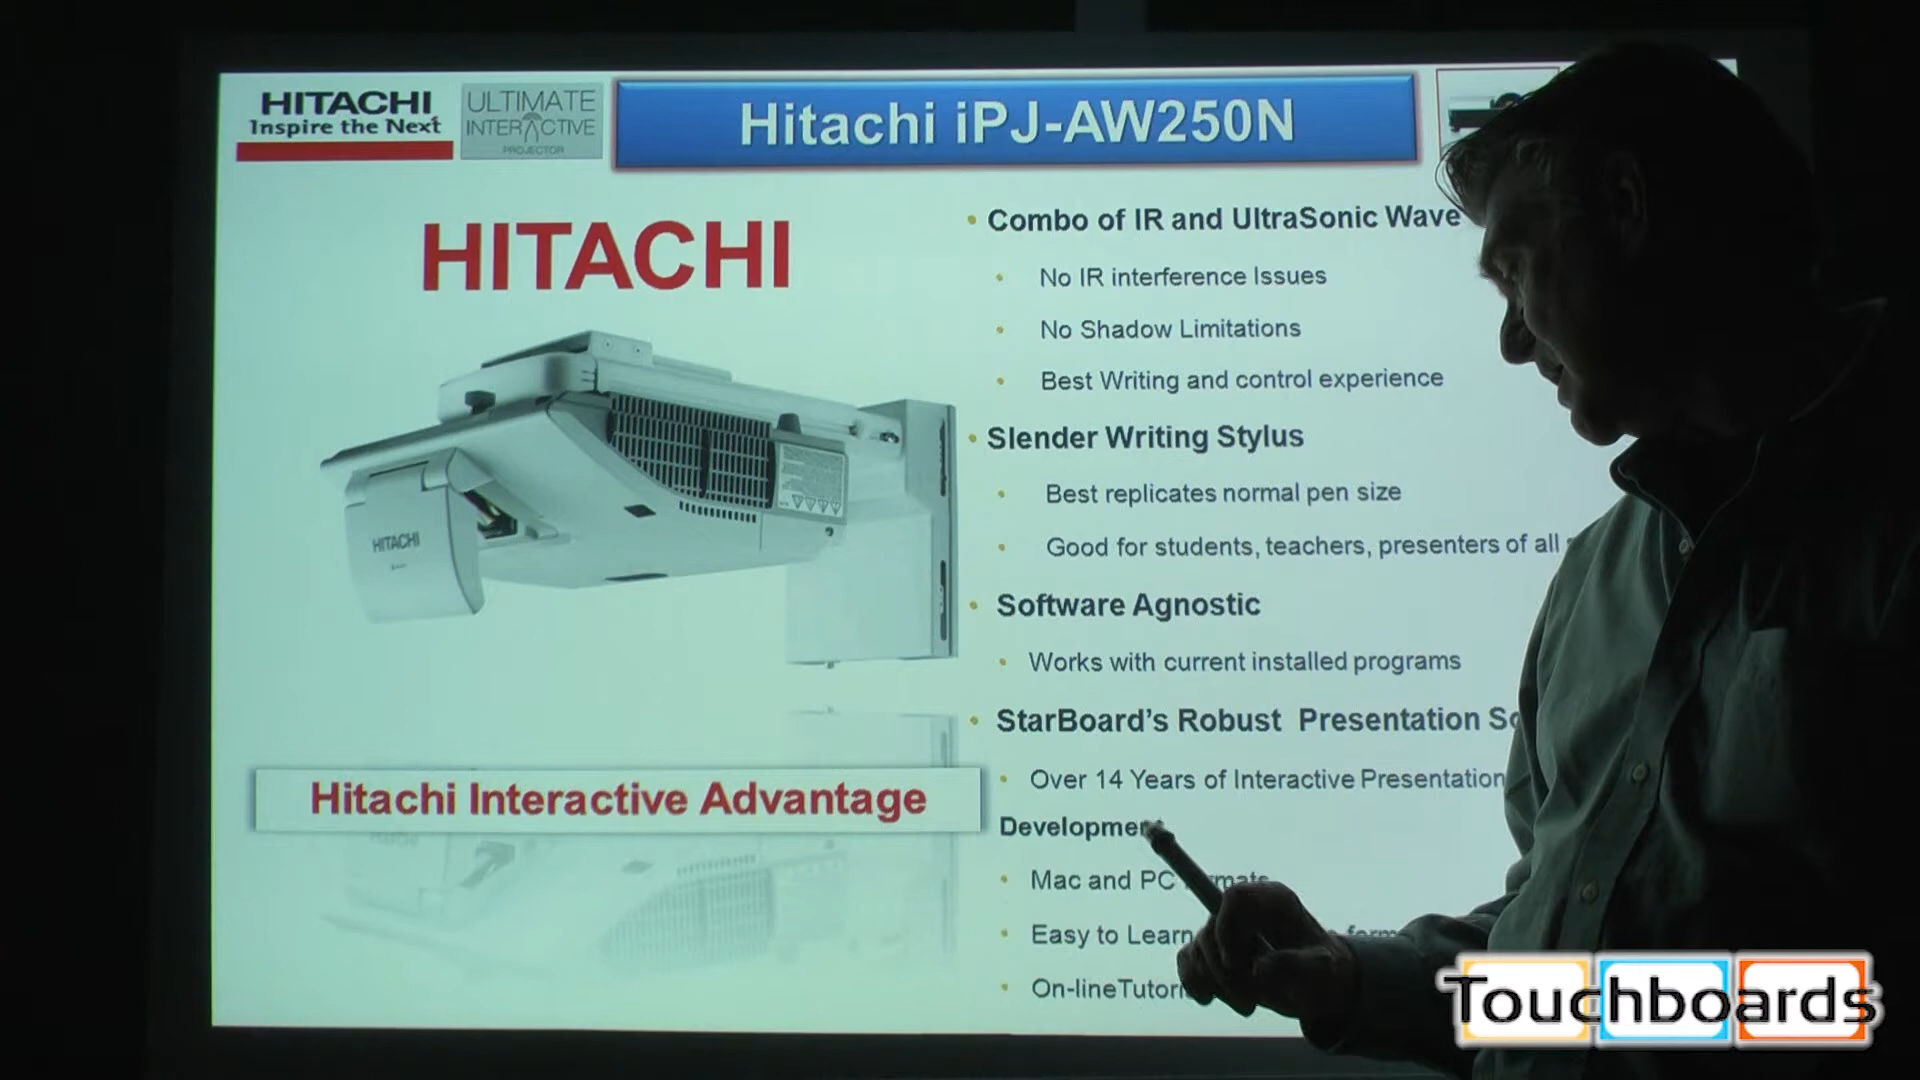 HITACHI
Inspire the Next
ULTIMATE
INTERACTIVE
PROJECTOR
Hitachi iPJ-AW250N
HITACHI
HITACHI
Hitachi Interactive Advantage
• Combo of IR and UltraSonic Wave
• No IR interference Issues
• No Shadow Limitations
• Best Writing and control experience
• Slender Writing Stylus
• Best replicates normal pen size
• Good for students, teachers, presenters of all
• Software Agnostic
• Works with current installed programs
• StarBoard's Robust Presentation
• Over 14 Years of Interactive Presentation
Development
• Mac and PC
• Easy to Learn
• On-line
Touchboards